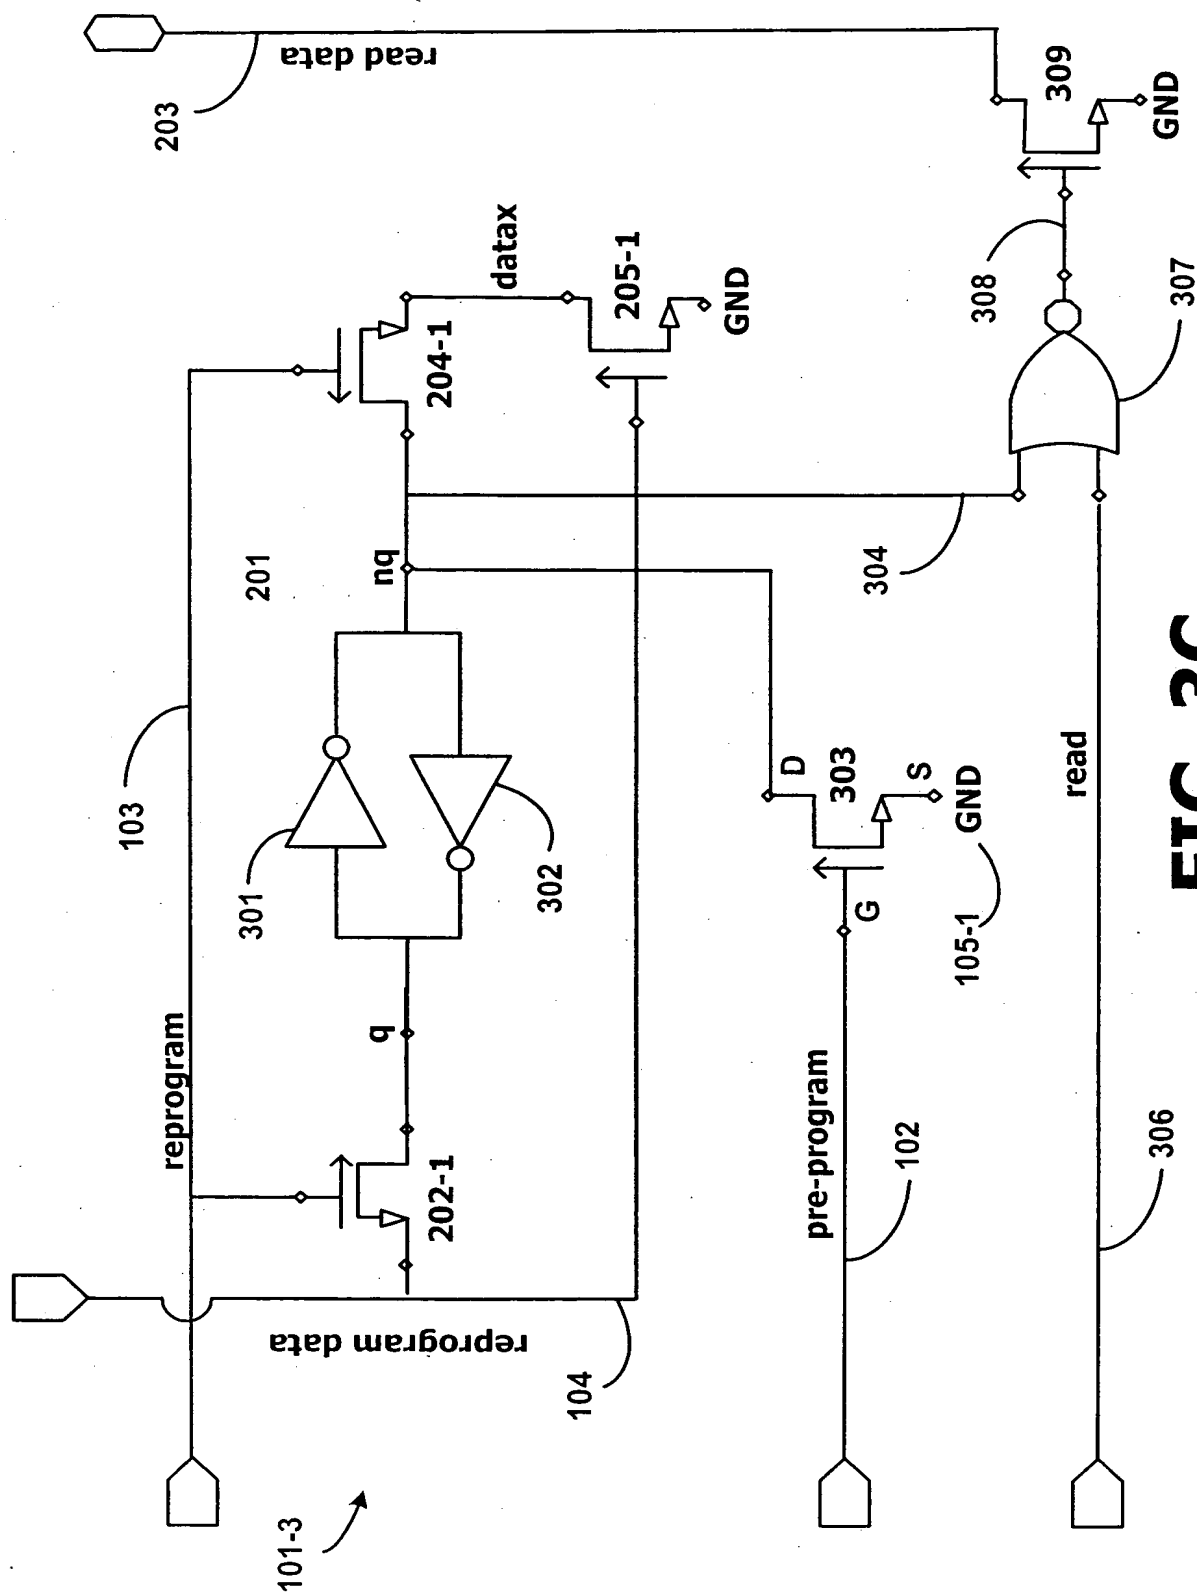 reprogram
103
203
read data
301
201
q
nq
202-1
204-1
302
datax
205-1
GND
reprogram data
104
304
308
309
GND
307
pre-program
102
G
D
303
S
GND
105-1
read
306
101-3